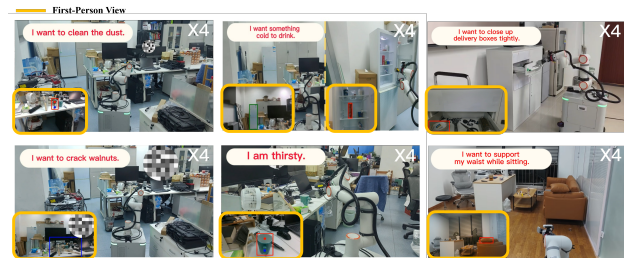 First-Person View
I want to clean the dust.
X4
I want something
cold to drink.
X4
I want to close up
delivery boxes tightly.
X4
I want to crack walnuts.
X4
I am thirsty.
X4
I want to support
my waist while sitting.
X4